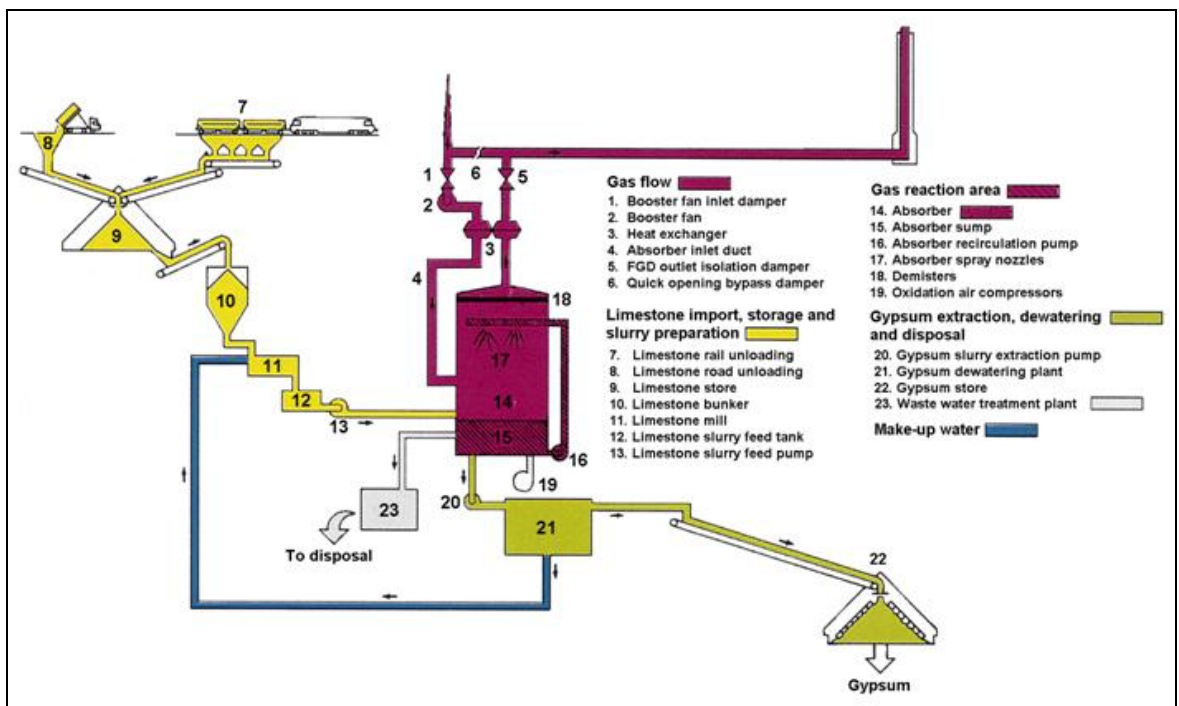 7
8
1
6
5
2
3
9
4
10
18
17
11
14
12
13
15
16
19
20
23
21
To disposal
22
Gypsum
Gas flow
1. Booster fan inlet damper
2. Booster fan
3. Heat exchanger
4. Absorber inlet duct
5. FGD outlet isolation damper
6. Quick opening bypass damper
Limestone import, storage and
slurry preparation
7. Limestone rail unloading
8. Limestone road unloading
9. Limestone store
10. Limestone bunker
11. Limestone mill
12. Limestone slurry feed tank
13. Limestone slurry feed pump
Gas reaction area
14. Absorber
15. Absorber sump
16. Absorber recirculation pump
17. Absorber spray nozzles
18. Demisters
19. Oxidation air compressors
Gypsum extraction, dewatering
and disposal
20. Gypsum slurry extraction pump
21. Gypsum dewatering plant
22. Gypsum store
23. Waste water treatment plant
Make-up water